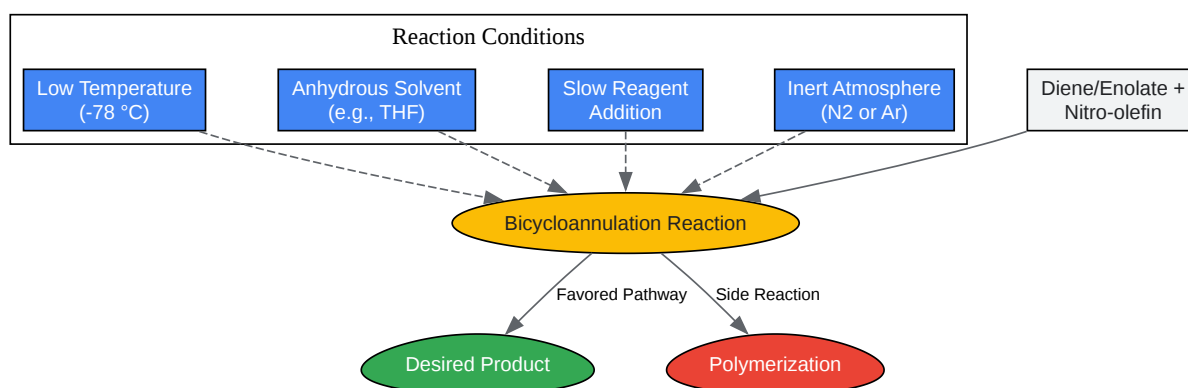 Reaction Conditions
Low Temperature
(-78 °C)
Anhydrous Solvent
(e.g., THF)
Slow Reagent
Addition
Inert Atmosphere
(N2 or Ar)
Diene/Enolate +
Nitro-olefin
Bicycloannulation Reaction
Favored Pathway
Side Reaction
Desired Product
Polymerization